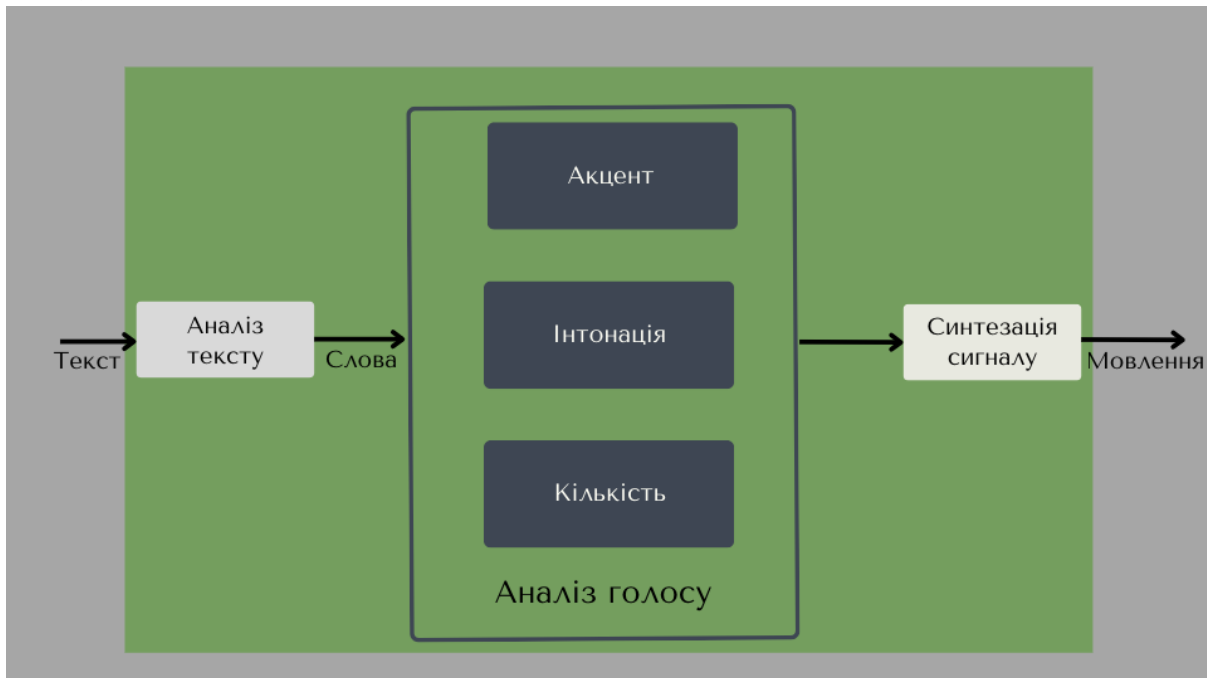 Текст
Аналіз
тексту
Слова
Акцент
Інтонація
Кількість
Аналіз голосу
Синтезація
сигналу
Мовлення